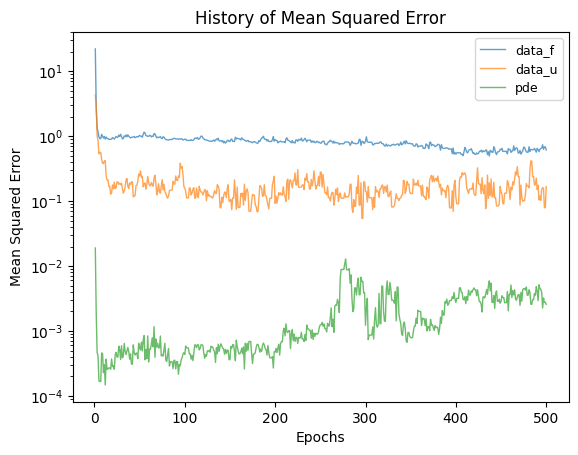 History of Mean Squared Error
data_f
data_u
pde
Mean Squared Error
10¹
10⁰
10⁻¹
10⁻²
10⁻³
10⁻⁴
0 100 200 300 400 500
Epochs